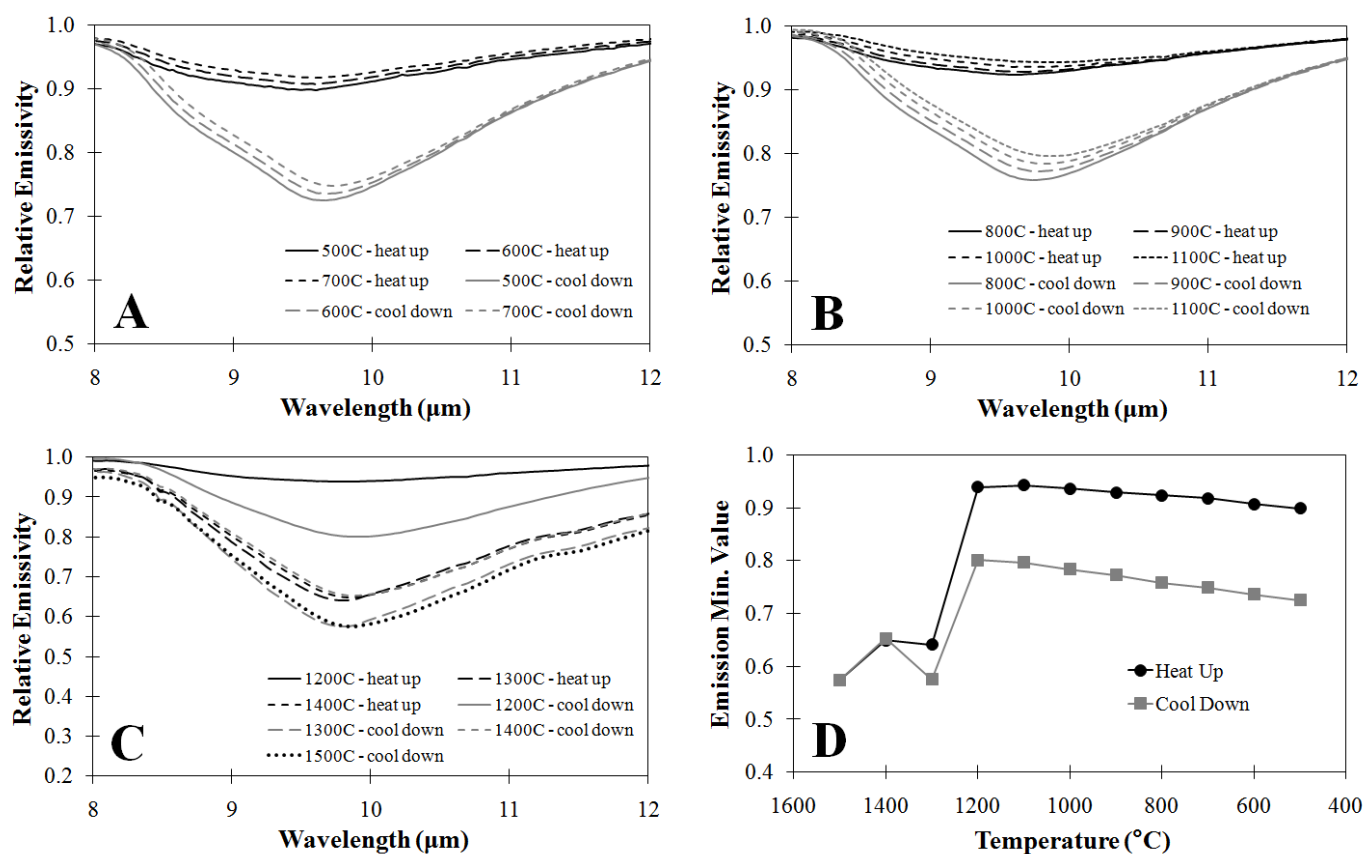 1.0
0.9
0.8
0.7
0.6
0.5
Relative Emissivity
500C - heat up
600C - heat up
700C - heat up
500C - cool down
600C - cool down
700C - cool down
A
8
9
10
11
12
Wavelength (µm)
1.0
0.9
0.8
0.7
0.6
0.5
Relative Emissivity
800C - heat up
900C - heat up
1000C - heat up
1100C - heat up
800C - cool down
900C - cool down
1000C - cool down
1100C - cool down
B
8
9
10
11
12
Wavelength (µm)
1.0
0.9
0.8
0.7
0.6
0.5
0.4
0.3
0.2
Relative Emissivity
1200C - heat up
1300C - heat up
1400C - heat up
1200C - cool down
1300C - cool down
1400C - cool down
1500C - cool down
C
8
9
10
11
12
Wavelength (µm)
1.0
0.9
0.8
0.7
0.6
0.5
0.4
Emission Min. Value
Heat Up
Cool Down
D
1600
1400
1200
1000
800
600
400
Temperature (°C)